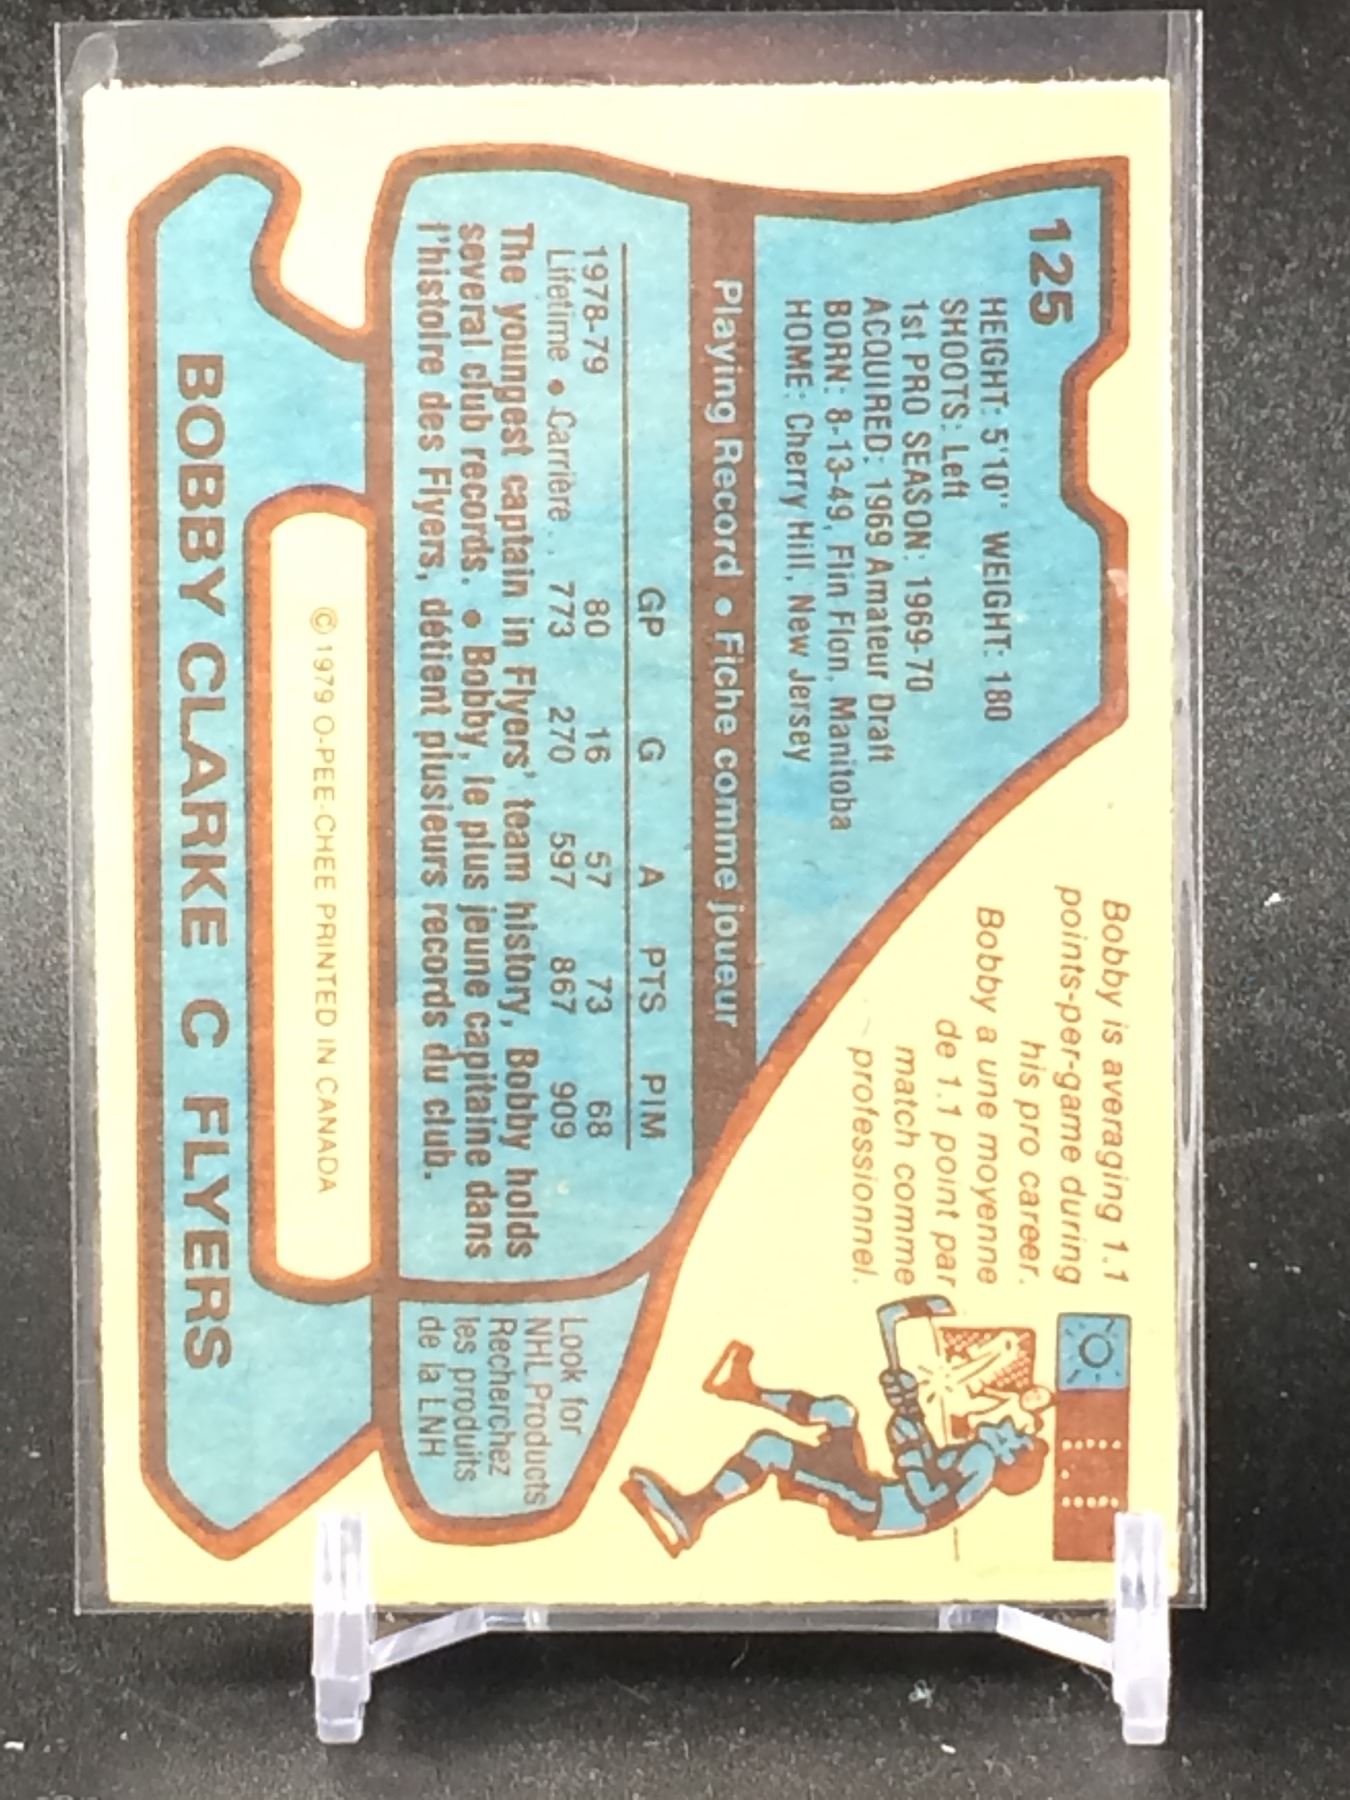 125
HEIGHT: 5'10" WEIGHT: 180
SHOOTS: Left
1st PRO SEASON: 1969-70
ACQUIRED: 1969 Amateur Draft
BORN: 8-13-49, Flin Flon, Manitoba
HOME: Cherry Hill, New Jersey
Bobby is averaging 1.1
points-per-game during
his pro career.
Bobby a une moyenne
de 1.1 point par
match comme
professionnel.
Playing Record • Fiche comme joueur
GP G A PTS PIM
1978-79 80 16 57 73 68
Lifetime • Carrière . . 773 270 597 867 909
The youngest captain in Flyers' team history, Bobby holds
several club records. • Bobby, le plus jeune capitaine dans
l'histoire des Flyers, détient plusieurs records du club.
Look for
NHL Products
Recherchez
les produits
de la LNH
© 1979 O-PEE-CHEE PRINTED IN CANADA
BOBBY CLARKE C FLYERS